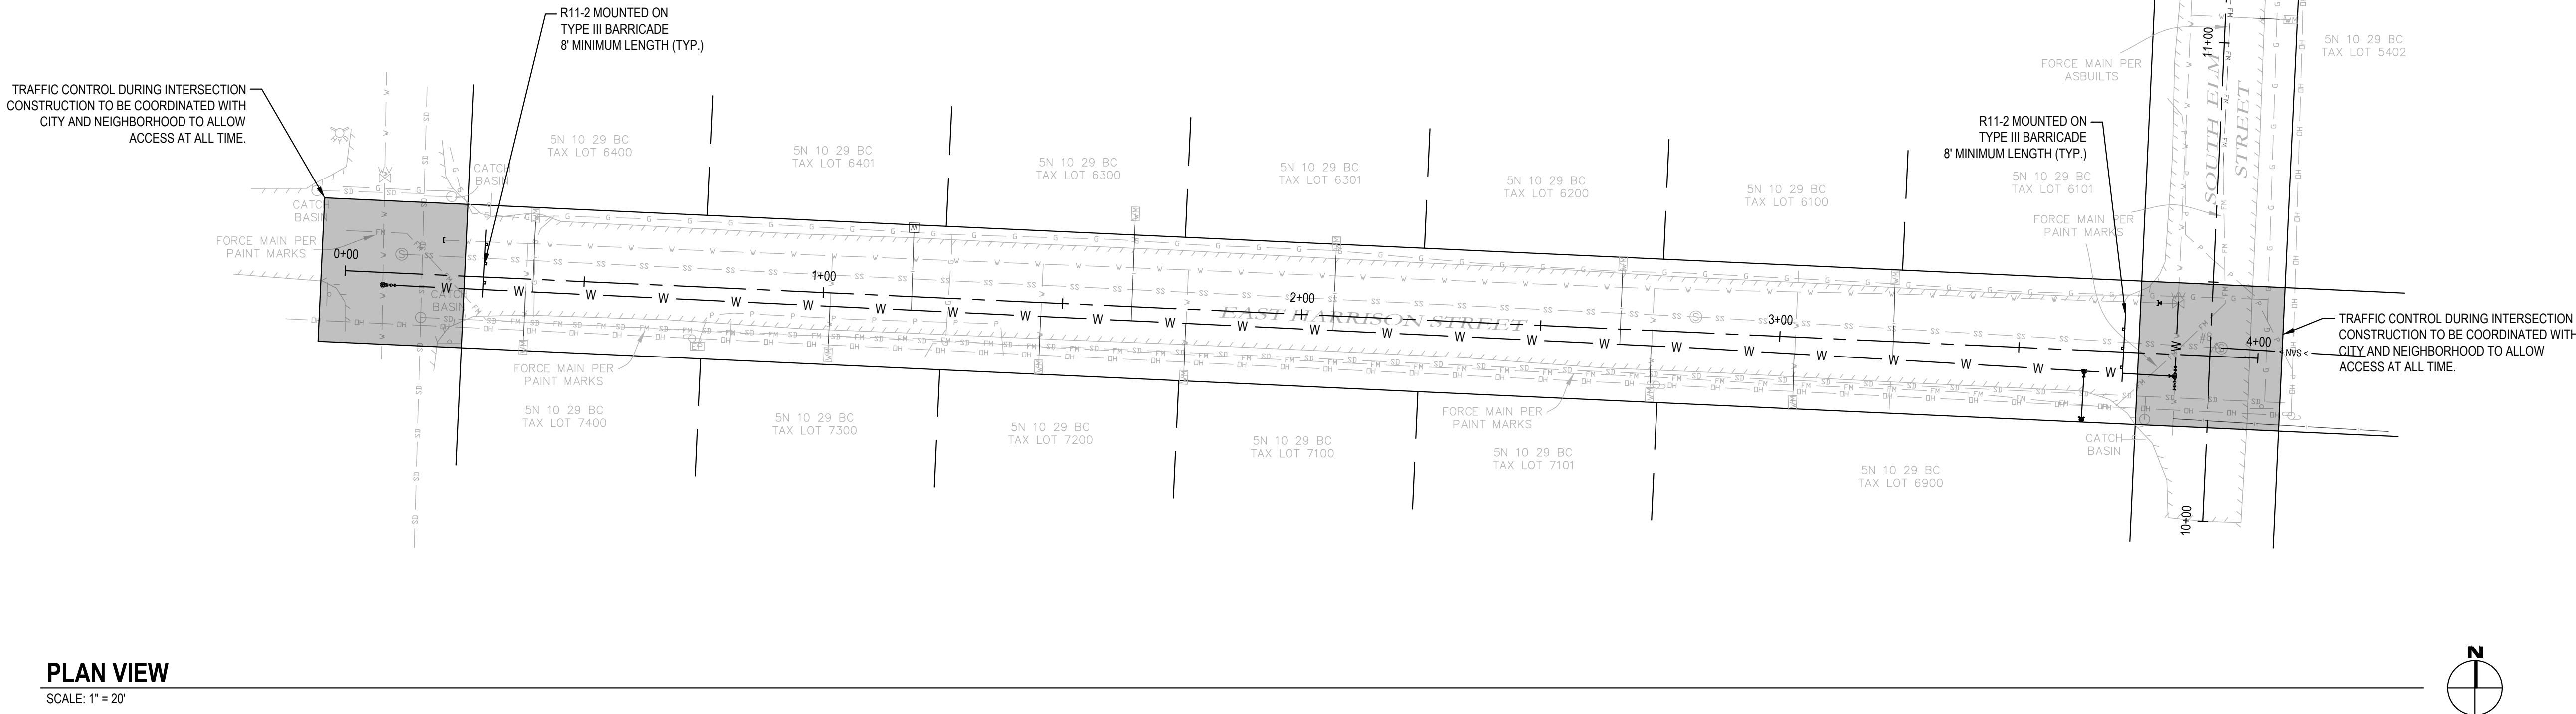 R11-2 MOUNTED ON
TYPE III BARRICADE
8' MINIMUM LENGTH (TYP.)
TRAFFIC CONTROL DURING INTERSECTION
CONSTRUCTION TO BE COORDINATED WITH
CITY AND NEIGHBORHOOD TO ALLOW
ACCESS AT ALL TIME.
5N 10 29 BC
TAX LOT 6400
5N 10 29 BC
TAX LOT 6401
5N 10 29 BC
TAX LOT 6300
5N 10 29 BC
TAX LOT 6301
5N 10 29 BC
TAX LOT 6200
5N 10 29 BC
TAX LOT 6100
5N 10 29 BC
TAX LOT 6101
5N 10 29 BC
TAX LOT 5402
R11-2 MOUNTED ON
TYPE III BARRICADE
8' MINIMUM LENGTH (TYP.)
FORCE MAIN PER
ASBUILTS
11+00
SOUTH ELM
STREET
FORCE MAIN PER
PAINT MARKS
CATCH
BASIN
CATCH
BASIN
FORCE MAIN PER
PAINT MARKS
0+00
1+00
2+00
3+00
4+00
EAST HARRISON STREET
CATCH
BASIN
FORCE MAIN PER
PAINT MARKS
FORCE MAIN PER
PAINT MARKS
TRAFFIC CONTROL DURING INTERSECTION
CONSTRUCTION TO BE COORDINATED WITH
CITY AND NEIGHBORHOOD TO ALLOW
ACCESS AT ALL TIME.
CATCH
BASIN
10+00
5N 10 29 BC
TAX LOT 7400
5N 10 29 BC
TAX LOT 7300
5N 10 29 BC
TAX LOT 7200
5N 10 29 BC
TAX LOT 7100
5N 10 29 BC
TAX LOT 7101
5N 10 29 BC
TAX LOT 6900
PLAN VIEW
SCALE: 1" = 20'
N